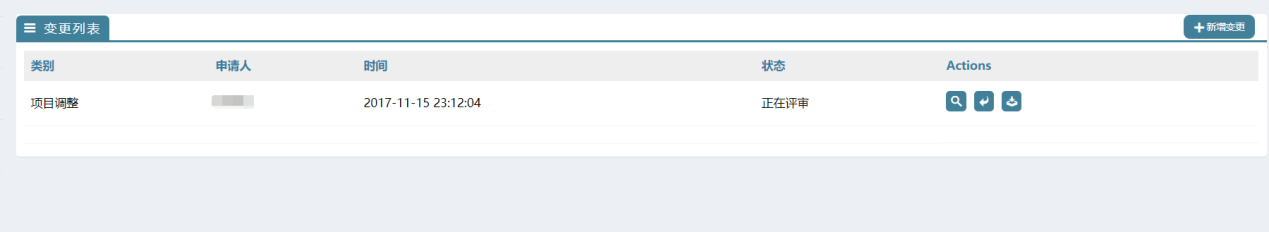 变更列表
新增变更
类别 申请人 时间 状态 Actions
项目调整 2017-11-15 23:12:04 正在评审